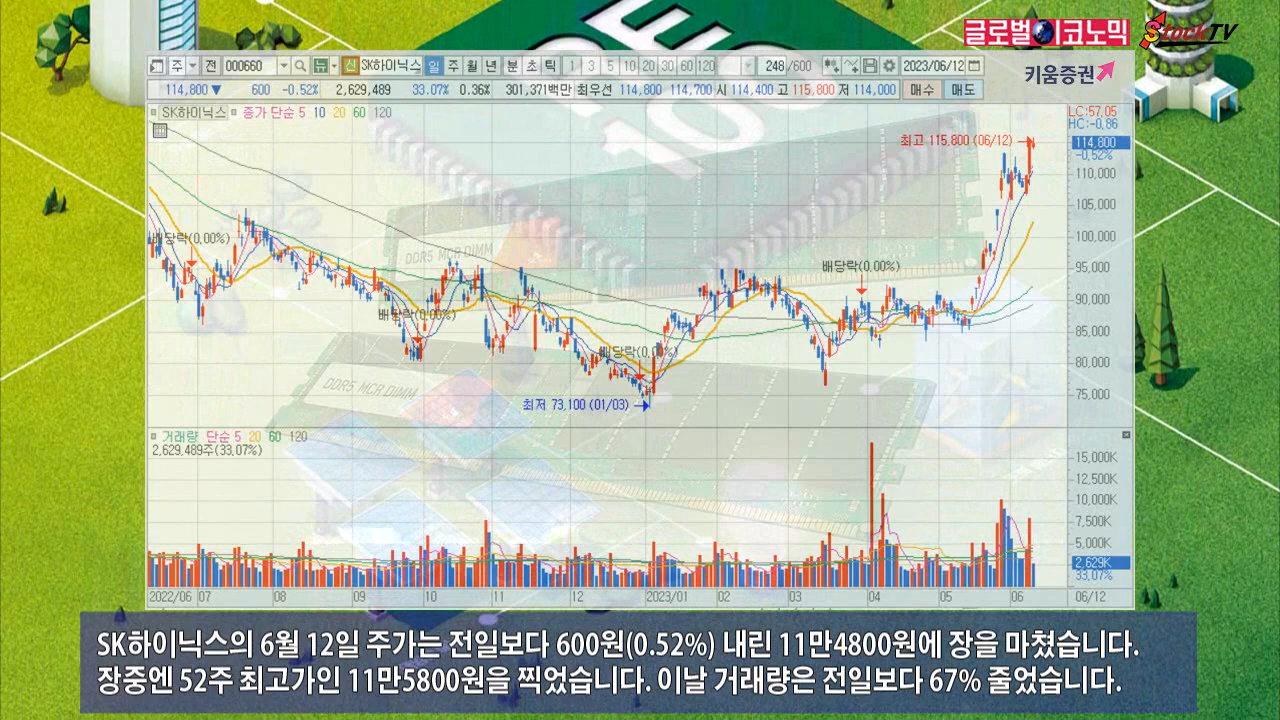 글로벌이코노믹 StockTV
키움증권
주 전 000660 신 SK하이닉스 일 주 월 년 분 초 틱 1 3 5 10 20 30 60 120 248 /600 2023/06/12
114,800 ▼ 600 -0.52% 2,629,489 33.07% 0.36% 301,371백만 최우선 114,800 114,700 시 114,400 고 115,800 저 114,000 매수 매도
SK하이닉스 종가 단순 5 10 20 60 120
LC:57.05
HC:-0.86
최고 115,800 (06/12)
114,800
-0.52%
110,000
105,000
100,000
95,000
90,000
85,000
80,000
75,000
배당락(0.00%)
배당락(0.00%)
배당락(0.00%)
배당락(0.00%)
최저 73,100 (01/03)
DDR5 MCR DIMM
DDR5 MCR DIMM
거래량 단순 5 20 60 120
2,629,489주(33.07%)
15,000K
12,500K
10,000K
7,500K
5,000K
2,629K
33.07%
2022/06 07 08 09 10 11 12 2023/01 02 03 04 05 06 06/12
SK하이닉스의 6월 12일 주가는 전일보다 600원(0.52%) 내린 11만4800원에 장을 마쳤습니다.
장중엔 52주 최고가인 11만5800원을 찍었습니다. 이날 거래량은 전일보다 67% 줄었습니다.